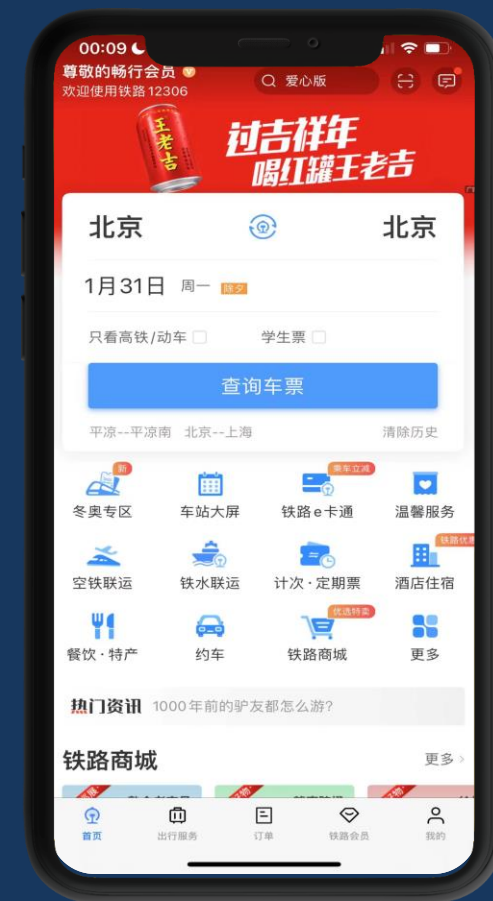 00:09
尊敬的畅行会员
欢迎使用铁路12306
爱心版
王老吉
过吉祥年
喝红罐王老吉
北京 北京
1月31日 周一 除夕
只看高铁/动车 学生票
查询车票
平凉--平凉南 北京--上海 清除历史
新 乘车立减
冬奥专区 车站大屏 铁路e卡通 温馨服务
铁路优惠
空铁联运 铁水联运 计次·定期票 酒店住宿
优选特卖
餐饮·特产 约车 铁路商城 更多
热门资讯 1000年前的驴友都怎么游?
铁路商城 更多
首页 出行服务 订单 铁路会员 我的